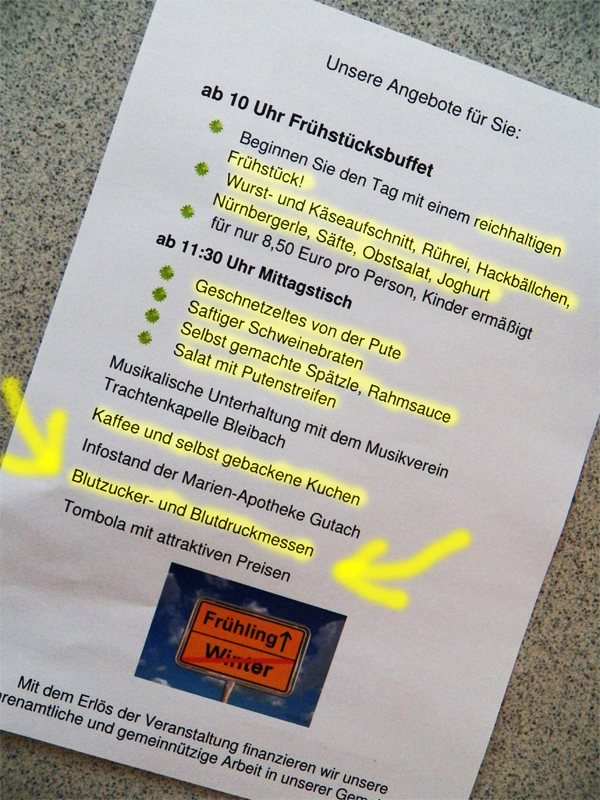 Unsere Angebote für Sie:
ab 10 Uhr Frühstücksbuffet
Beginnen Sie den Tag mit einem reichhaltigen
Frühstück!
Wurst- und Käseaufschnitt, Rührei, Hackbällchen,
Nürnbergerle, Säfte, Obstsalat, Joghurt
für nur 8,50 Euro pro Person, Kinder ermäßigt
ab 11:30 Uhr Mittagstisch
Geschnetzeltes von der Pute
Saftiger Schweinebraten
Selbst gemachte Spätzle, Rahmsauce
Salat mit Putenstreifen
Musikalische Unterhaltung mit dem Musikverein
Trachtenkapelle Bleibach
Kaffee und selbst gebackene Kuchen
Infostand der Marien-Apotheke Gutach
Blutzucker- und Blutdruckmessen
Tombola mit attraktiven Preisen
Frühling↑
Winter
Mit dem Erlös der Veranstaltung finanzieren wir unsere
renamtliche und gemeinnützige Arbeit in unserer